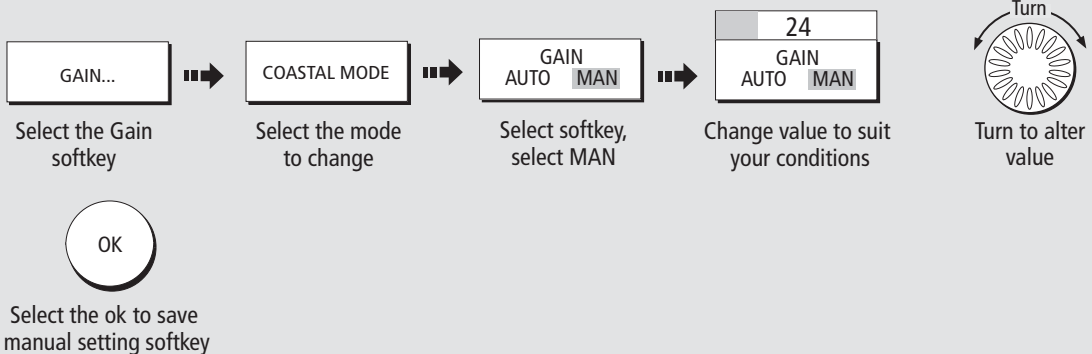 GAIN...
Select the Gain
softkey
COASTAL MODE
Select the mode
to change
GAIN
AUTO MAN
Select softkey,
select MAN
24
GAIN
AUTO MAN
Change value to suit
your conditions
Turn
Turn to alter
value
OK
Select the ok to save
manual setting softkey